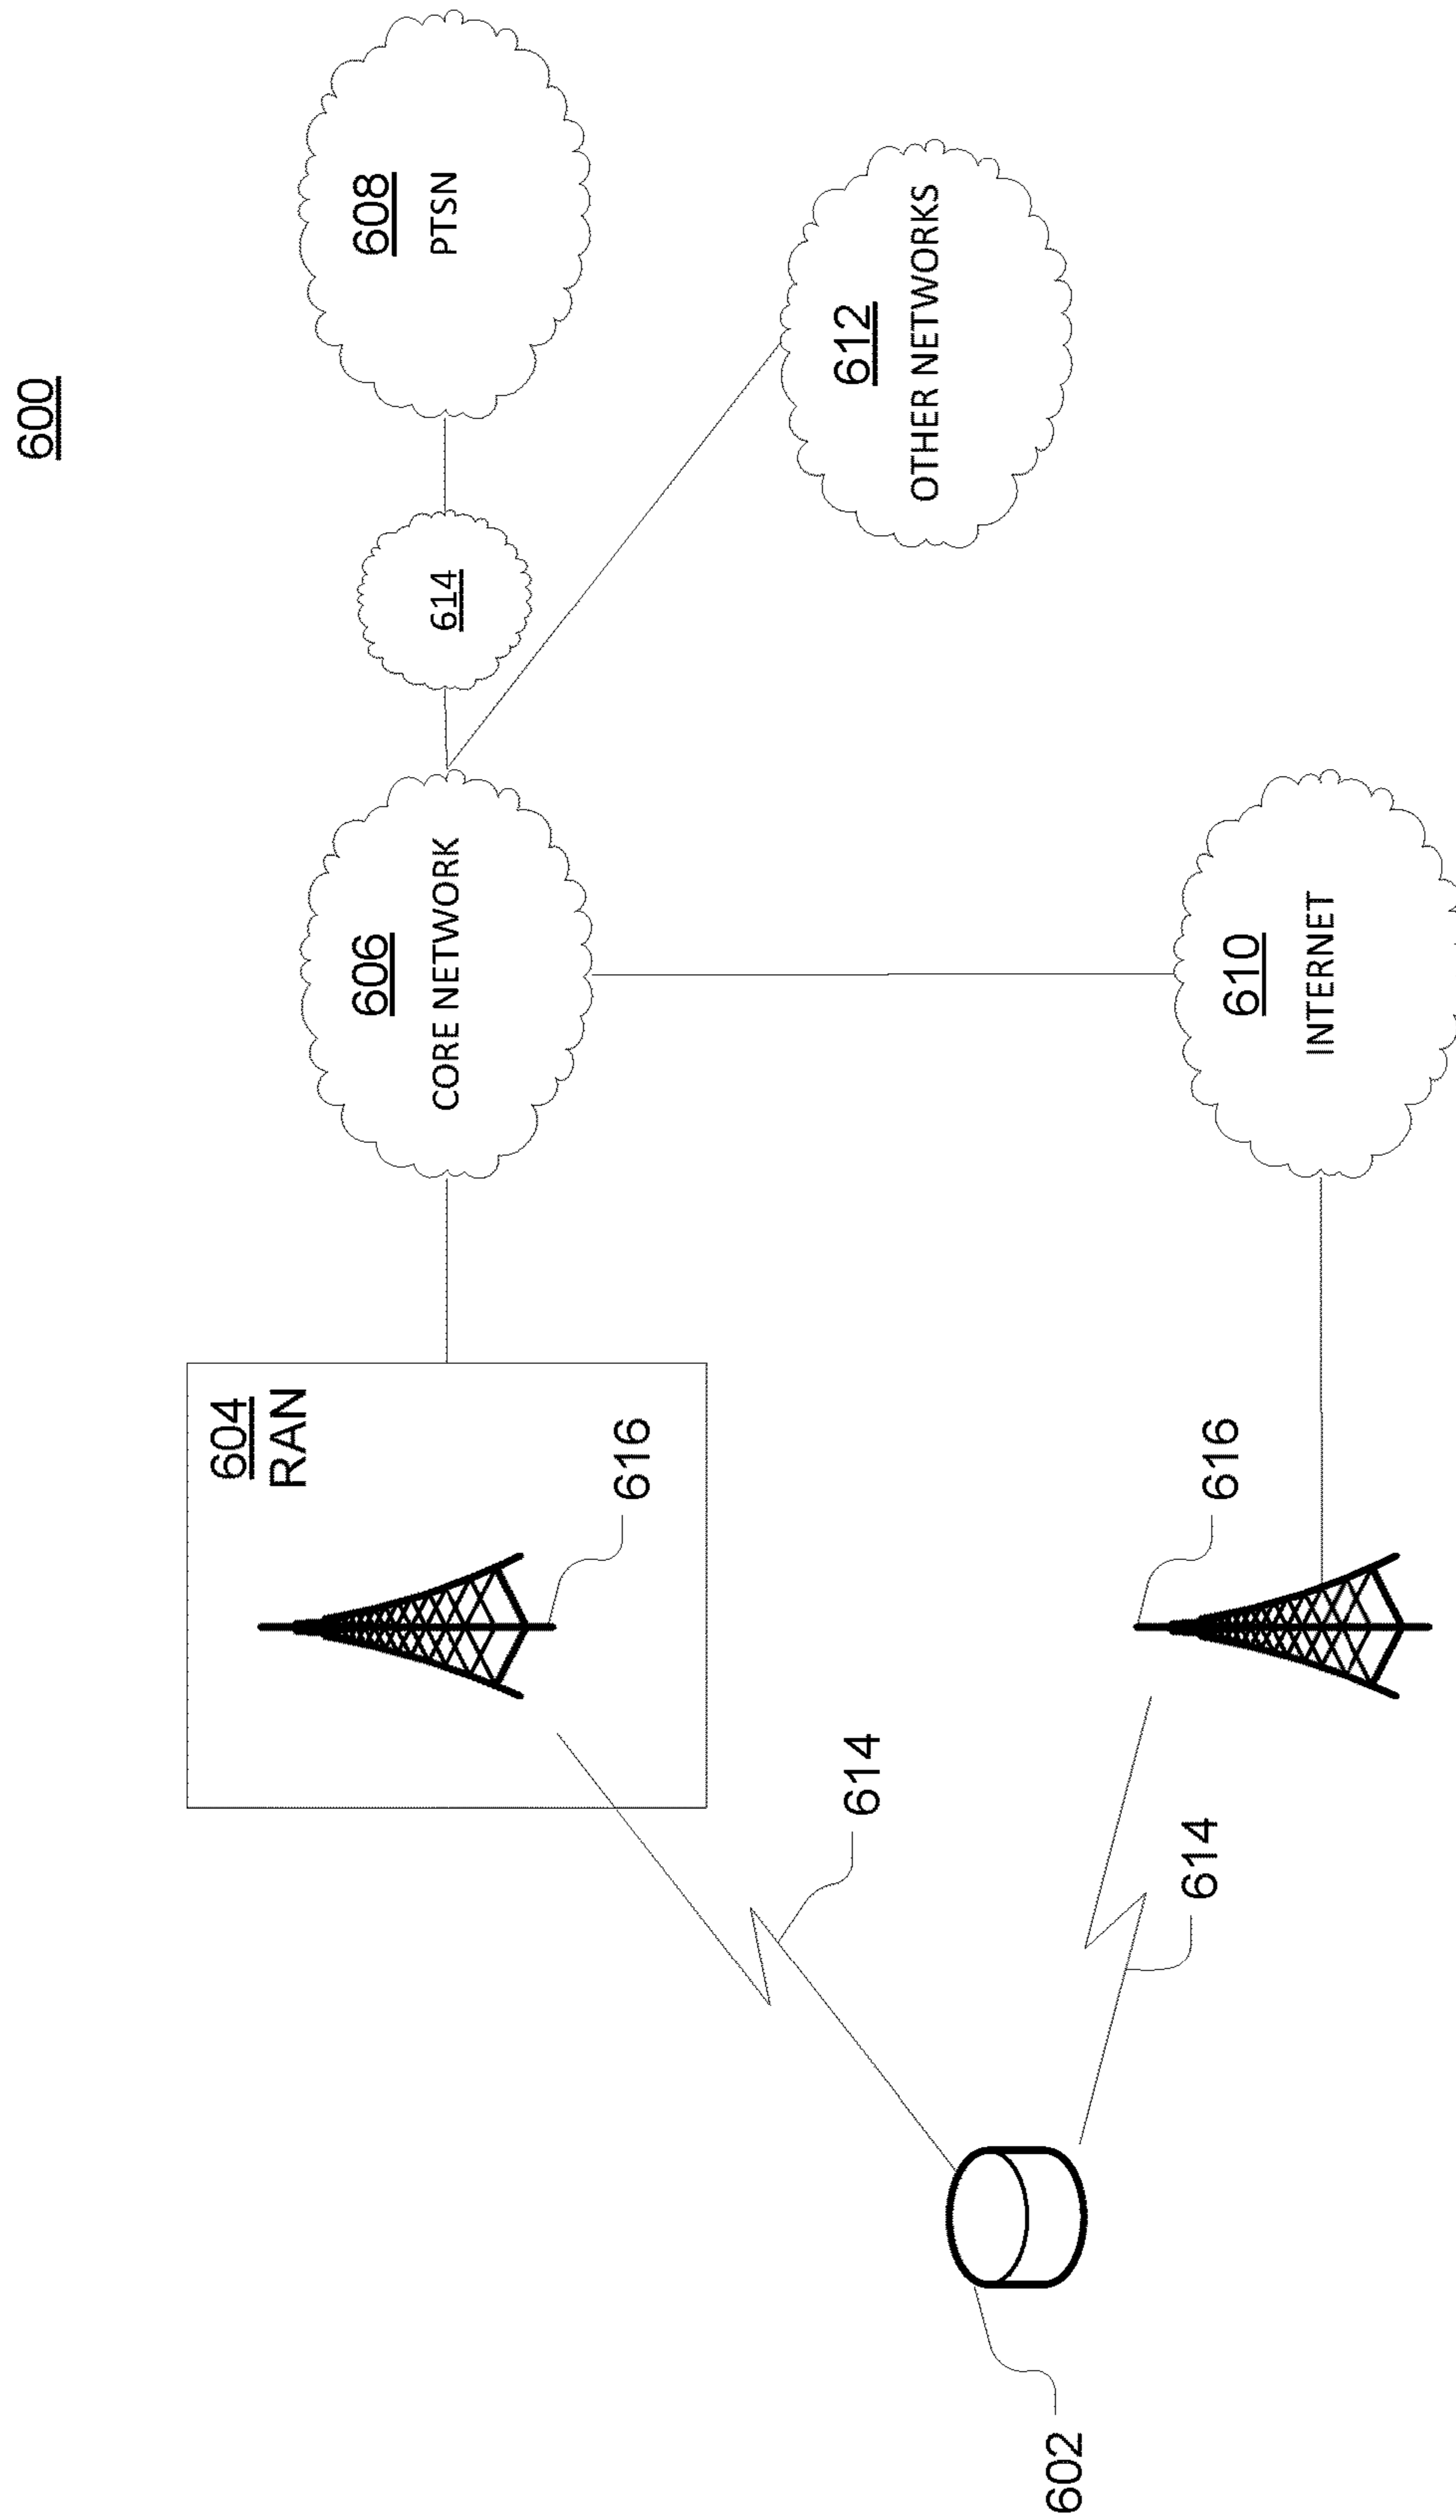 600
604
RAN
616
606
CORE NETWORK
614
608
PTSN
612
OTHER NETWORKS
614
602
614
616
610
INTERNET